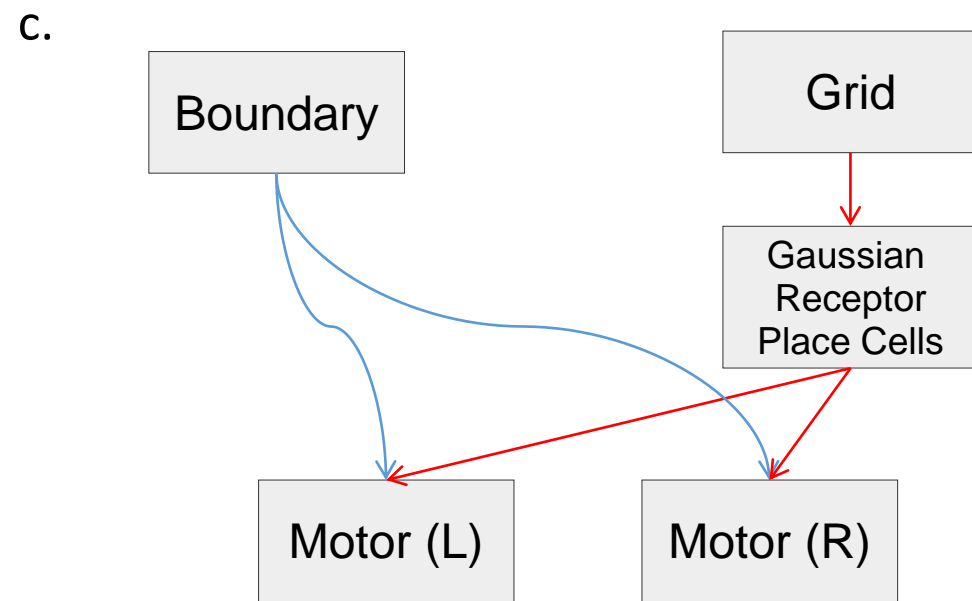 c.
Boundary
Grid
Gaussian
Receptor
Place Cells
Motor (L)
Motor (R)